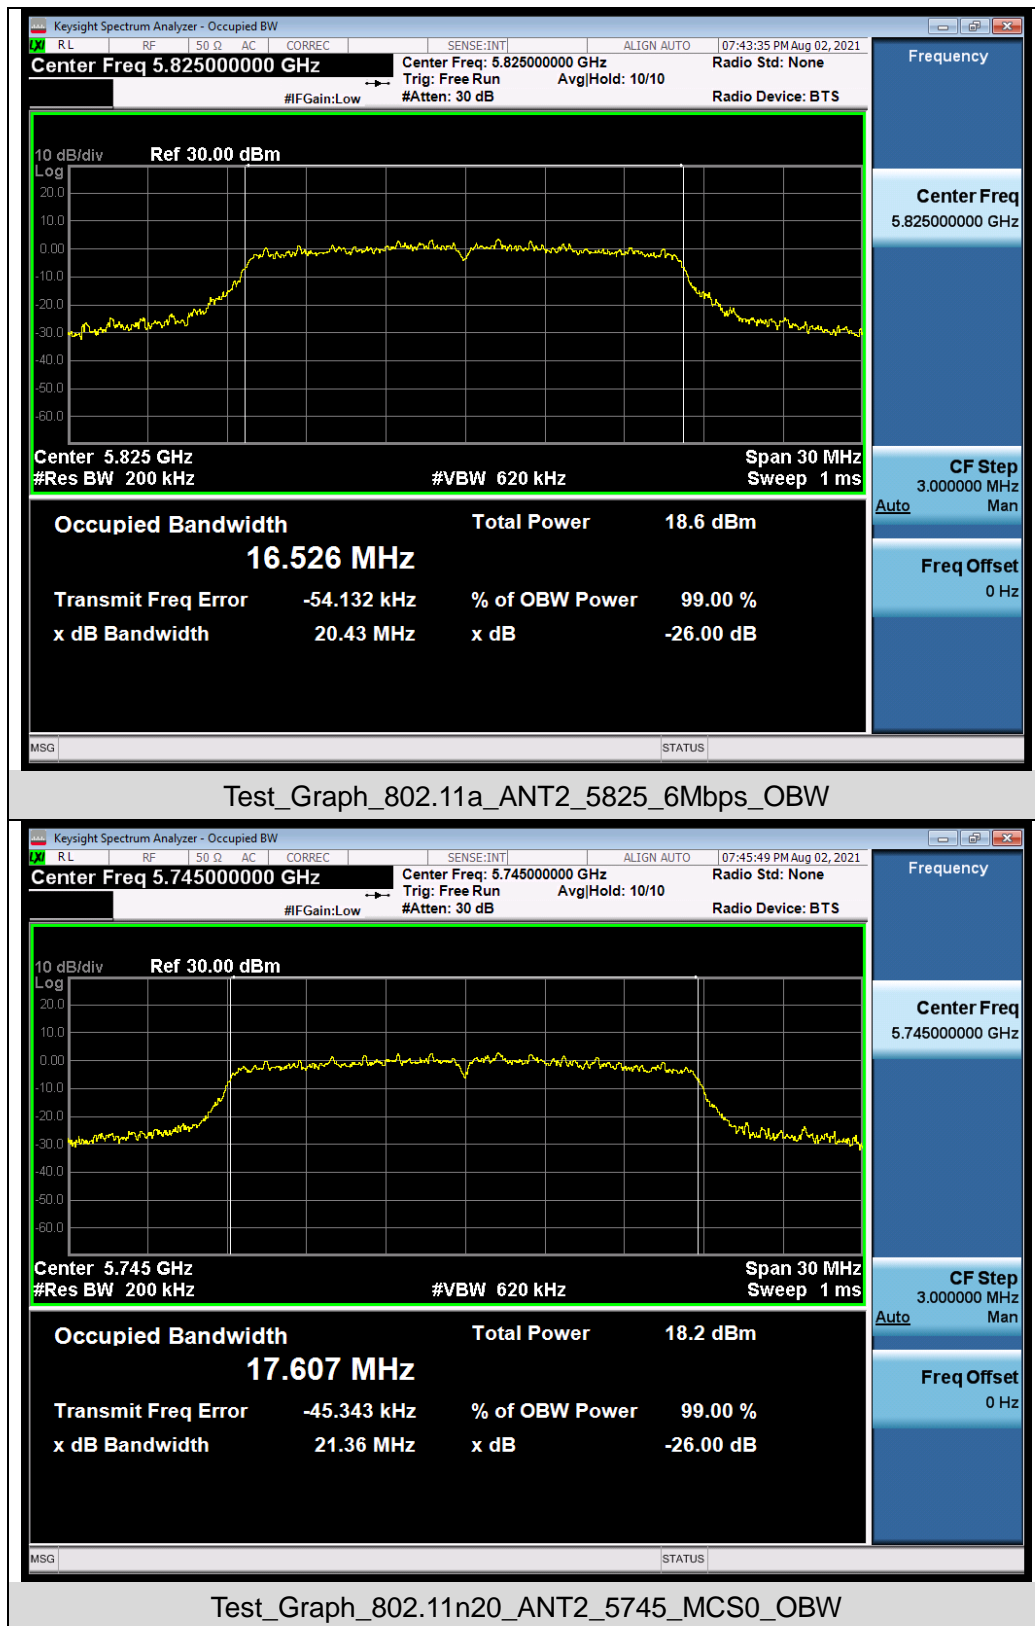 Keysight Spectrum Analyzer - Occupied BW
LXI RL RF 50 Ω AC CORREC SENSE:INT ALIGN AUTO 07:43:35 PM Aug 02, 2021
Center Freq 5.825000000 GHz Center Freq: 5.825000000 GHz Radio Std: None Frequency
Trig: Free Run Avg|Hold: 10/10
#IFGain:Low #Atten: 30 dB Radio Device: BTS
10 dB/div Ref 30.00 dBm
Log
20.0
10.0
0.00
-10.0
-20.0
-30.0
-40.0
-50.0
-60.0
Center 5.825 GHz Span 30 MHz
#Res BW 200 kHz #VBW 620 kHz Sweep 1 ms
Center Freq
5.825000000 GHz
CF Step
3.000000 MHz
Auto Man
Freq Offset
0 Hz
Occupied Bandwidth Total Power 18.6 dBm
16.526 MHz
Transmit Freq Error -54.132 kHz % of OBW Power 99.00 %
x dB Bandwidth 20.43 MHz x dB -26.00 dB
MSG STATUS
Test_Graph_802.11a_ANT2_5825_6Mbps_OBW
Keysight Spectrum Analyzer - Occupied BW
LXI RL RF 50 Ω AC CORREC SENSE:INT ALIGN AUTO 07:45:49 PM Aug 02, 2021
Center Freq 5.745000000 GHz Center Freq: 5.745000000 GHz Radio Std: None Frequency
Trig: Free Run Avg|Hold: 10/10
#IFGain:Low #Atten: 30 dB Radio Device: BTS
10 dB/div Ref 30.00 dBm
Log
20.0
10.0
0.00
-10.0
-20.0
-30.0
-40.0
-50.0
-60.0
Center 5.745 GHz Span 30 MHz
#Res BW 200 kHz #VBW 620 kHz Sweep 1 ms
Center Freq
5.745000000 GHz
CF Step
3.000000 MHz
Auto Man
Freq Offset
0 Hz
Occupied Bandwidth Total Power 18.2 dBm
17.607 MHz
Transmit Freq Error -45.343 kHz % of OBW Power 99.00 %
x dB Bandwidth 21.36 MHz x dB -26.00 dB
MSG STATUS
Test_Graph_802.11n20_ANT2_5745_MCS0_OBW